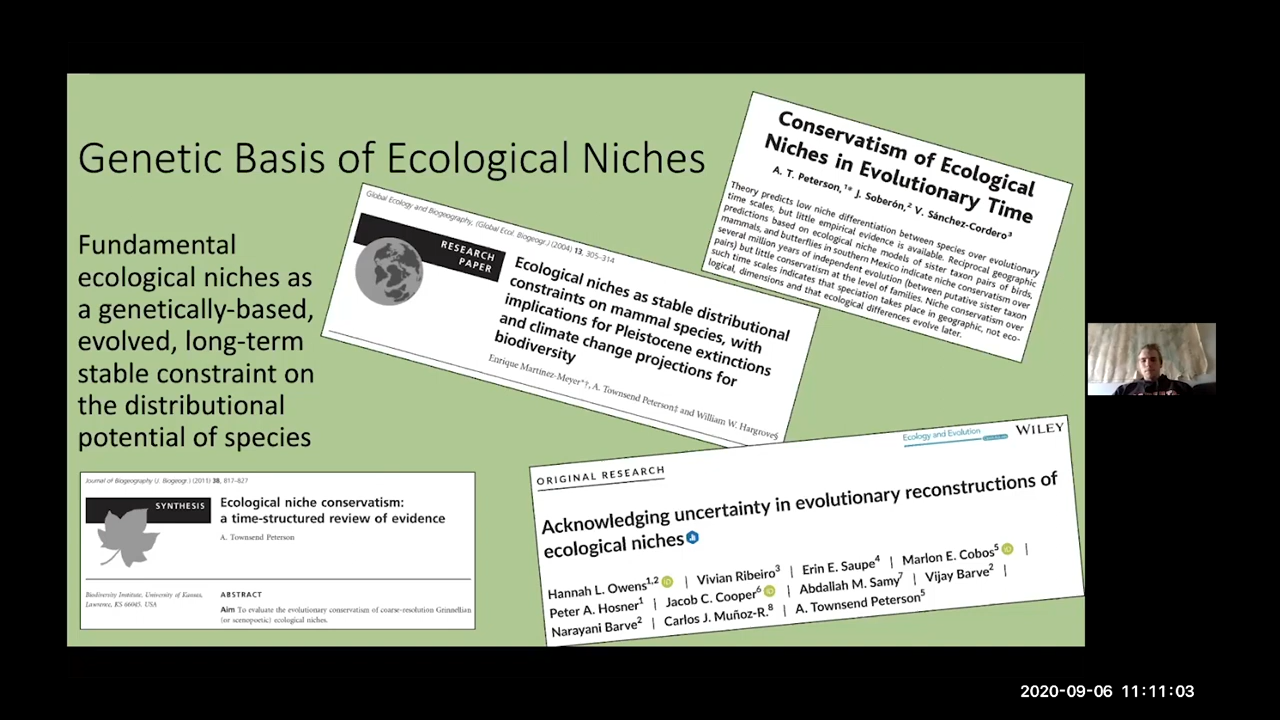 Genetic Basis of Ecological Niches
Fundamental
ecological niches as
a genetically-based,
evolved, long-term
stable constraint on
the distributional
potential of species
Global Ecology and Biogeography, (Global Ecol. Biogeogr.) (2004) 13, 305–314
RESEARCH
PAPER
Ecological niches as stable distributional
constraints on mammal species, with
implications for Pleistocene extinctions
and climate change projections for
biodiversity
Enrique Martínez-Meyer*†, A. Townsend Peterson‡ and William W. Hargrove§
Conservatism of Ecological
Niches in Evolutionary Time
A. T. Peterson,¹* J. Soberón,² V. Sánchez-Cordero³
Theory predicts low niche differentiation between species over evolutionary
time scales, but little empirical evidence is available. Reciprocal geographic
predictions based on ecological niche models of sister taxon pairs of birds,
mammals, and butterflies in southern Mexico indicate niche conservatism over
several million years of independent evolution (between putative sister taxon
pairs) but little conservatism at the level of families. Niche conservatism over
such time scales indicates that speciation takes place in geographic, not eco-
logical, dimensions and that ecological differences evolve later.
Journal of Biogeography (J. Biogeogr.) (2011) 38, 817–827
SYNTHESIS
Ecological niche conservatism:
a time-structured review of evidence
A. Townsend Peterson
Biodiversity Institute, University of Kansas,
Lawrence, KS 66045, USA
ABSTRACT
Aim To evaluate the evolutionary conservatism of coarse-resolution Grinnellian
(or scenopoetic) ecological niches.
Ecology and Evolution
WILEY
ORIGINAL RESEARCH
Acknowledging uncertainty in evolutionary reconstructions of
ecological niches
Hannah L. Owens¹,² | Vivian Ribeiro³ | Erin E. Saupe⁴ | Marlon E. Cobos⁵ |
Peter A. Hosner¹ | Jacob C. Cooper⁶ | Abdallah M. Samy⁷ | Vijay Barve² |
Narayani Barve² | Carlos J. Muñoz-R.⁸ | A. Townsend Peterson⁵
2020-09-06 11:11:03